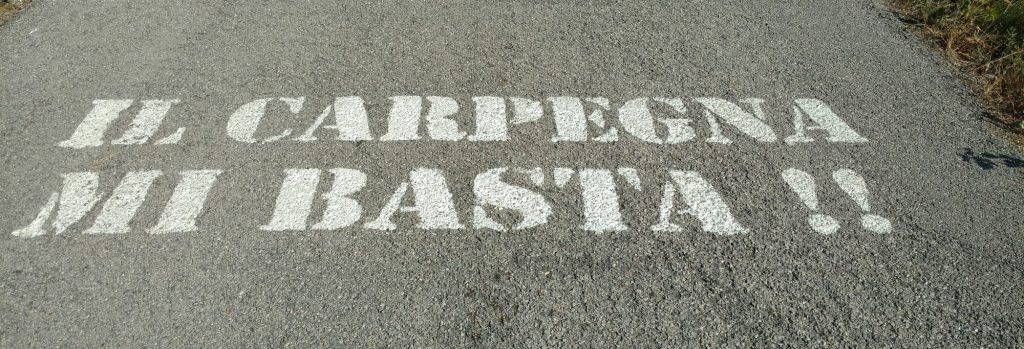 IL CARPEGNA
MI BASTA !!